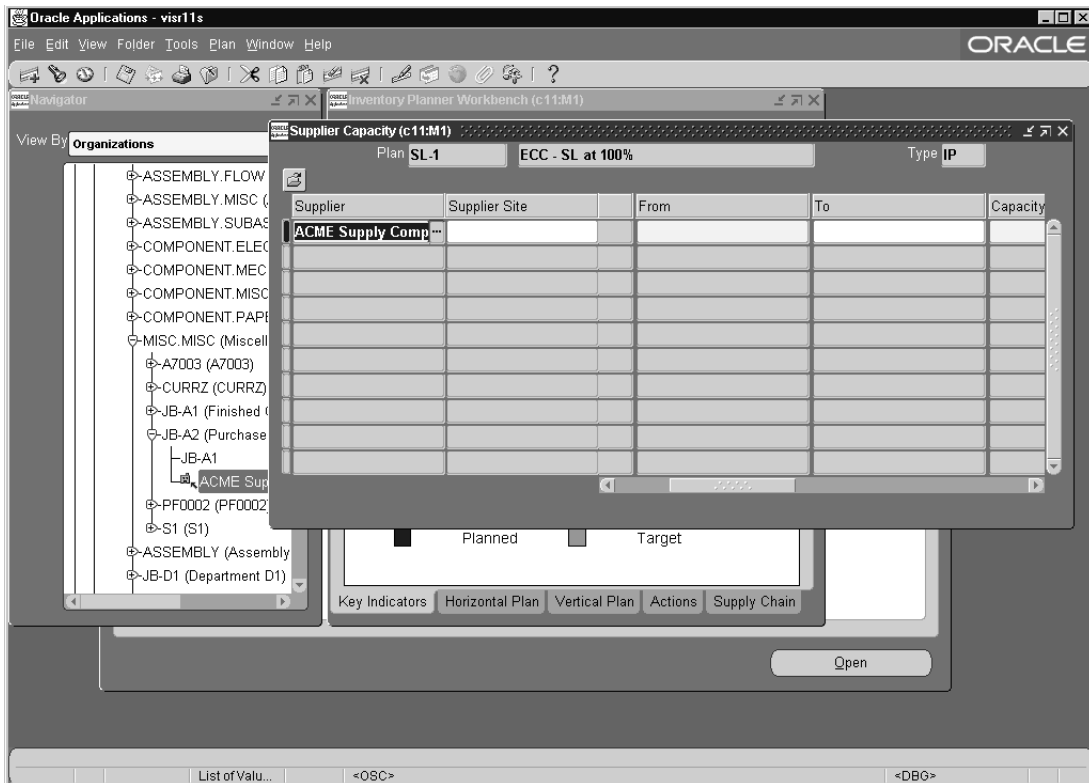 Oracle Applications - visr11s
File Edit View Folder Tools Plan Window Help
ORACLE
Navigator
Inventory Planner Workbench (c11:M1)
View By Organizations
Supplier Capacity (c11:M1)
Plan SL-1 ECC - SL at 100% Type IP
Supplier Supplier Site From To Capacity
ACME Supply Comp
ASSEMBLY.FLOW
ASSEMBLY.MISC (
ASSEMBLY.SUBAS
COMPONENT.ELEC
COMPONENT.MEC
COMPONENT.MISC
COMPONENT.PAPE
MISC.MISC (Miscell
A7003 (A7003)
CURRZ (CURRZ)
JB-A1 (Finished
JB-A2 (Purchase
JB-A1
ACME Sup
PF0002 (PF0002)
S1 (S1)
ASSEMBLY (Assembly
JB-D1 (Department D1)
Planned Target
Key Indicators Horizontal Plan Vertical Plan Actions Supply Chain
Open
List of Valu... <OSC> <DBG>